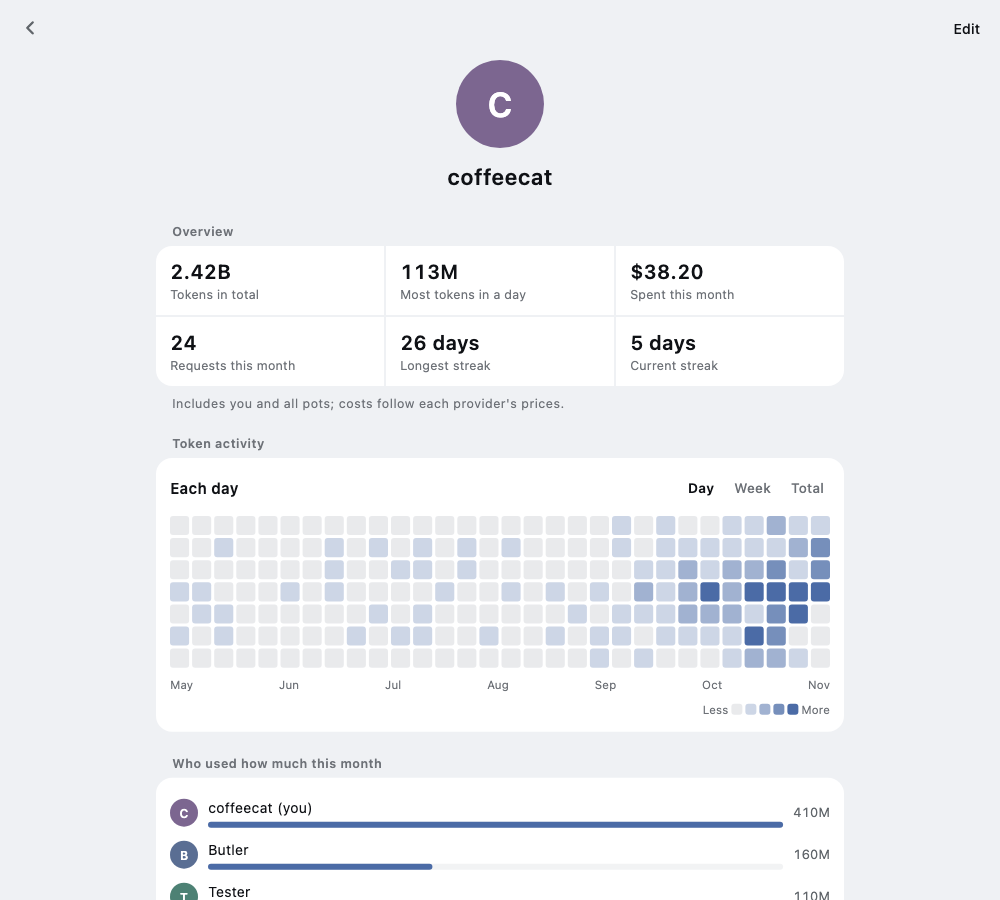 Edit
C
coffeecat
Overview
2.42B
Tokens in total
113M
Most tokens in a day
$38.20
Spent this month
24
Requests this month
26 days
Longest streak
5 days
Current streak
Includes you and all pots; costs follow each provider's prices.
Token activity
Each day
Day Week Total
May Jun Jul Aug Sep Oct Nov
Less More
Who used how much this month
C coffeecat (you) 410M
B Butler 160M
T Tester 110M